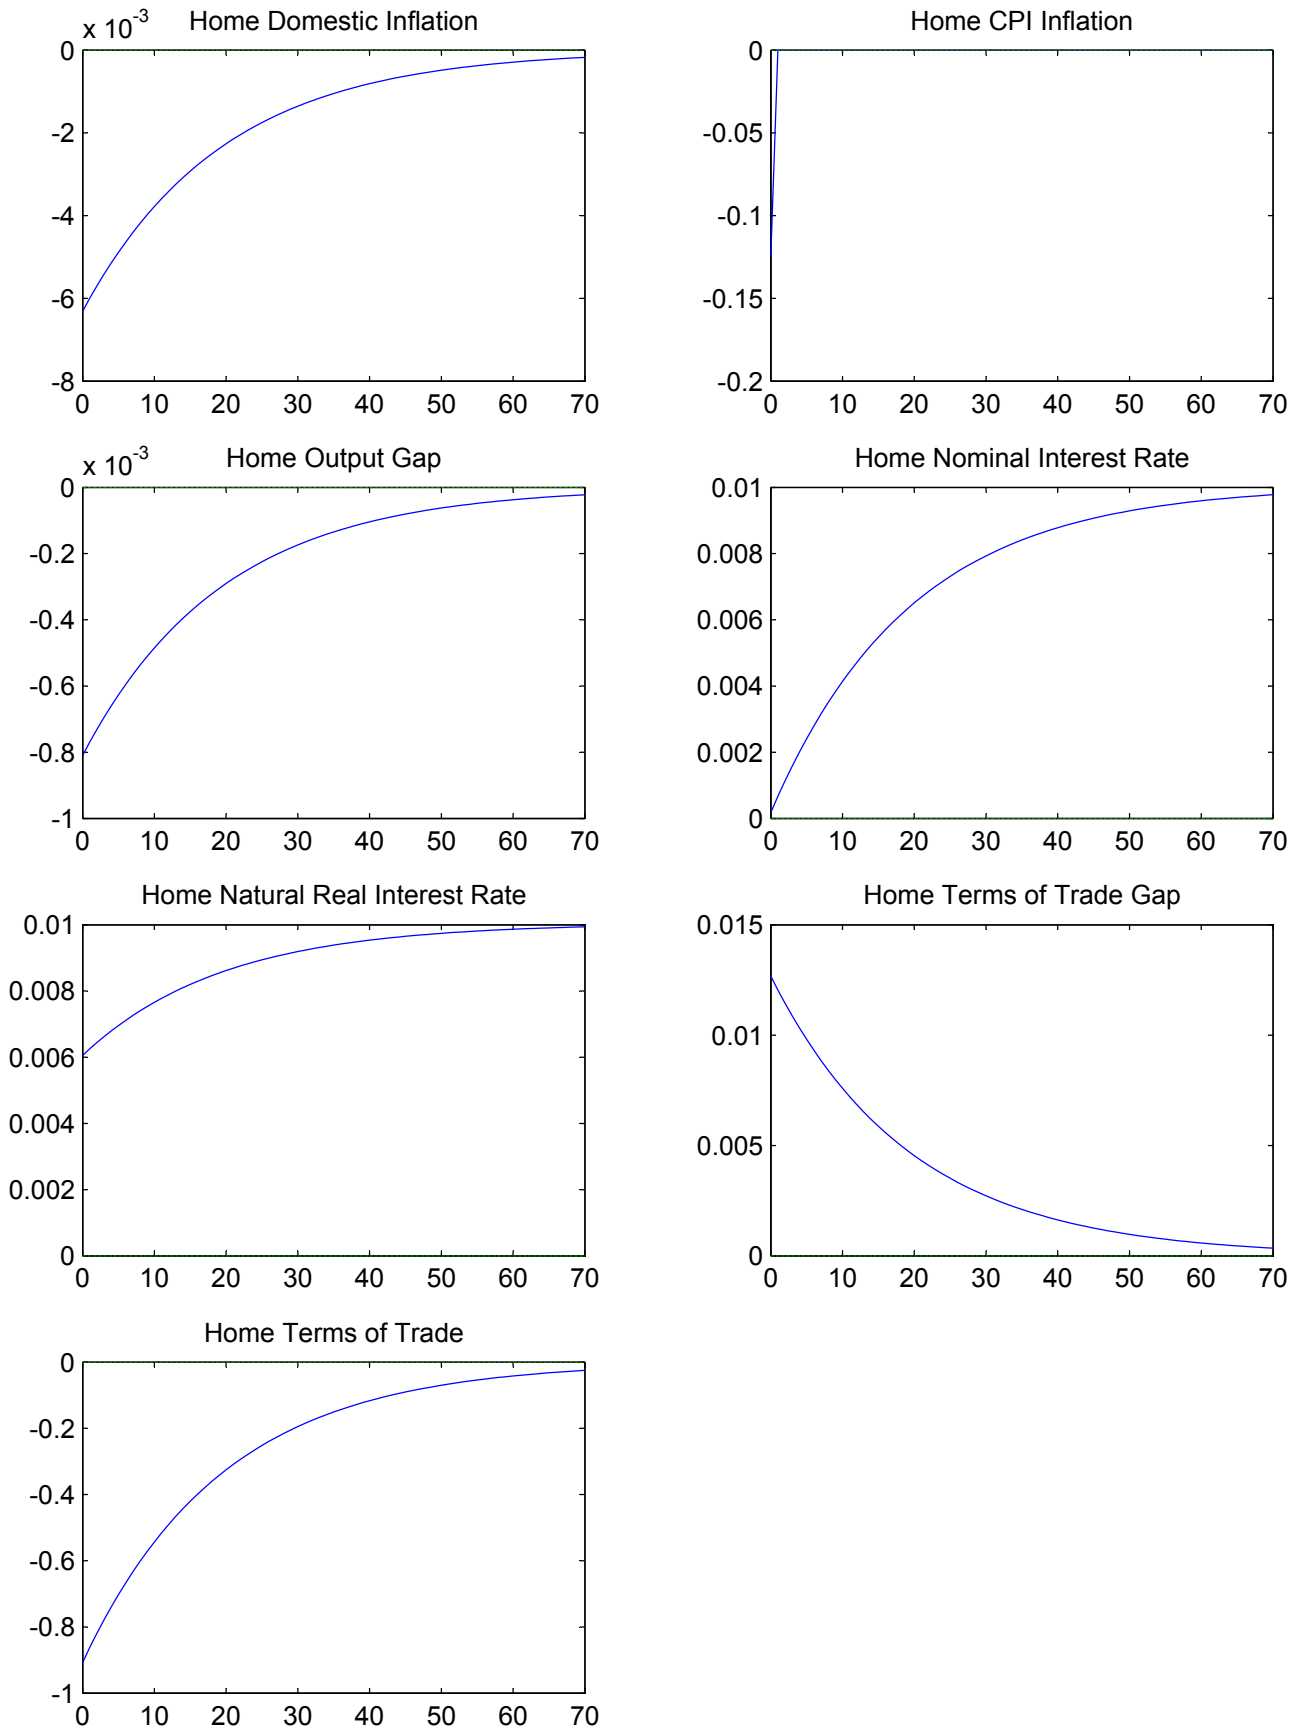 Home Domestic Inflation
x 10-3
0
-2
-4
-6
-8
0 10 20 30 40 50 60 70
Home CPI Inflation
0
-0.05
-0.1
-0.15
-0.2
0 10 20 30 40 50 60 70
Home Output Gap
x 10-3
0
-0.2
-0.4
-0.6
-0.8
-1
0 10 20 30 40 50 60 70
Home Nominal Interest Rate
0.01
0.008
0.006
0.004
0.002
0
0 10 20 30 40 50 60 70
Home Natural Real Interest Rate
0.01
0.008
0.006
0.004
0.002
0
0 10 20 30 40 50 60 70
Home Terms of Trade Gap
0.015
0.01
0.005
0
0 10 20 30 40 50 60 70
Home Terms of Trade
0
-0.2
-0.4
-0.6
-0.8
-1
0 10 20 30 40 50 60 70